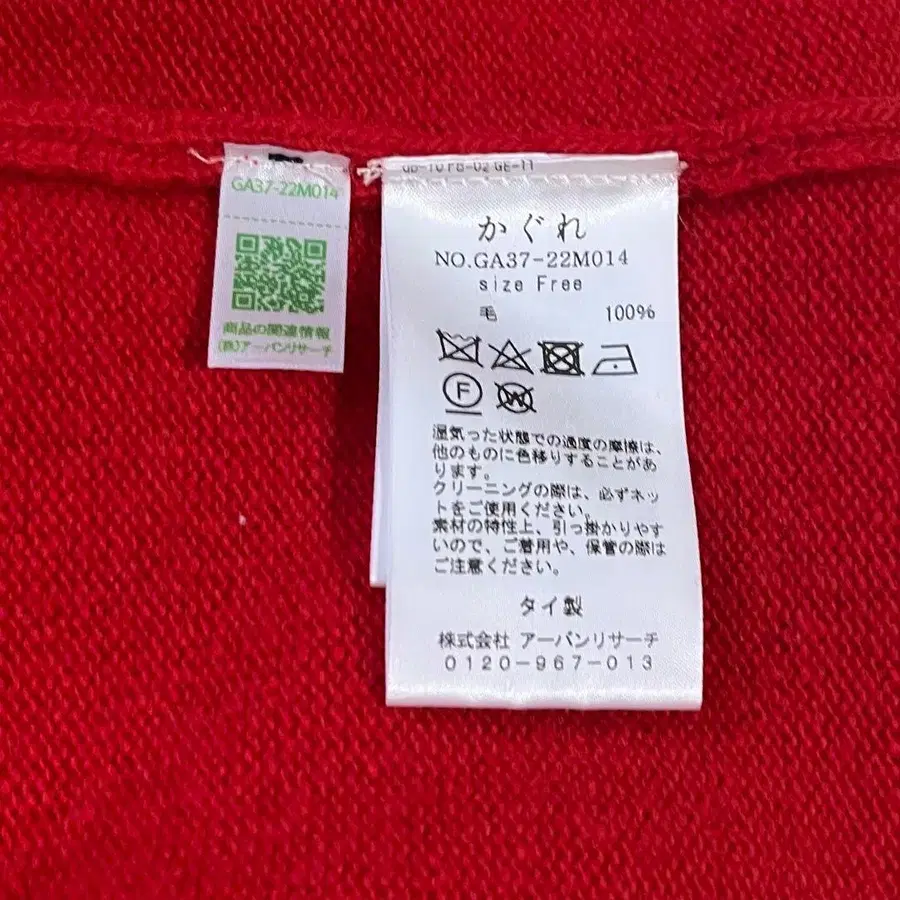 GA37-22M014
商品の関連情報
(株)アーバンリサーチ
GB-10 FB-02 GE-11
かぐれ
NO.GA37-22M014
size Free
毛 100%
F
W
湿気った状態での過度の摩擦は、
他のものに色移りすることがあ
ります。
クリーニングの際は、必ずネッ
トをご使用ください。
素材の特性上、引っ掛かりやす
いので、ご着用や、保管の際は
ご注意ください。
タイ製
株式会社 アーバンリサーチ
0120-967-013